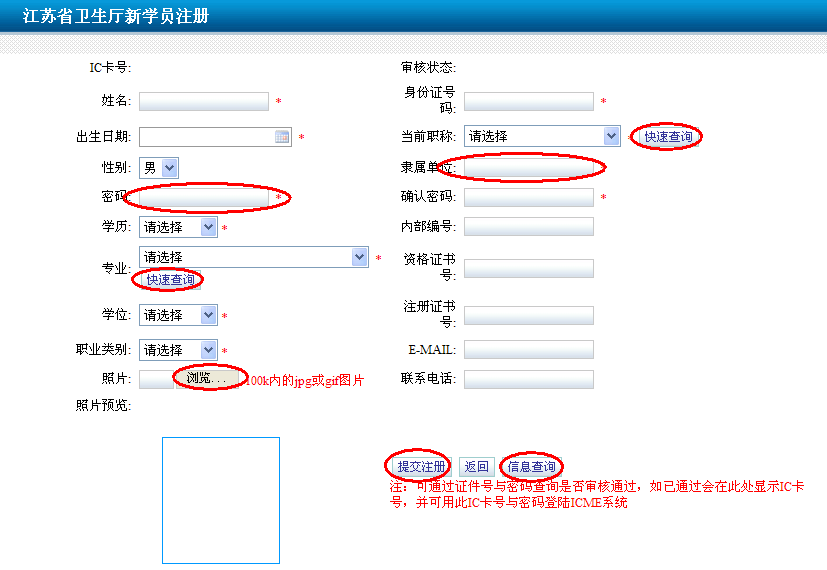 江苏省卫生厅新学员注册
IC卡号:
审核状态:
姓名: *
身份证号
码: *
出生日期: *
当前职称: 请选择 * 快速查询
性别: 男
隶属单位:
密码: *
确认密码: *
学历: 请选择 *
内部编号:
专业: 请选择 *
快速查询
资格证书
号:
学位: 请选择 *
注册证书
号:
职业类别: 请选择 *
E-MAIL:
照片: 浏览... 100k内的jpg或gif图片
联系电话:
照片预览:
提交注册 返回 信息查询
注: 可通过证件号与密码查询是否审核通过，如已通过会在此处显示IC卡
号，并可用此IC卡号与密码登陆ICME系统